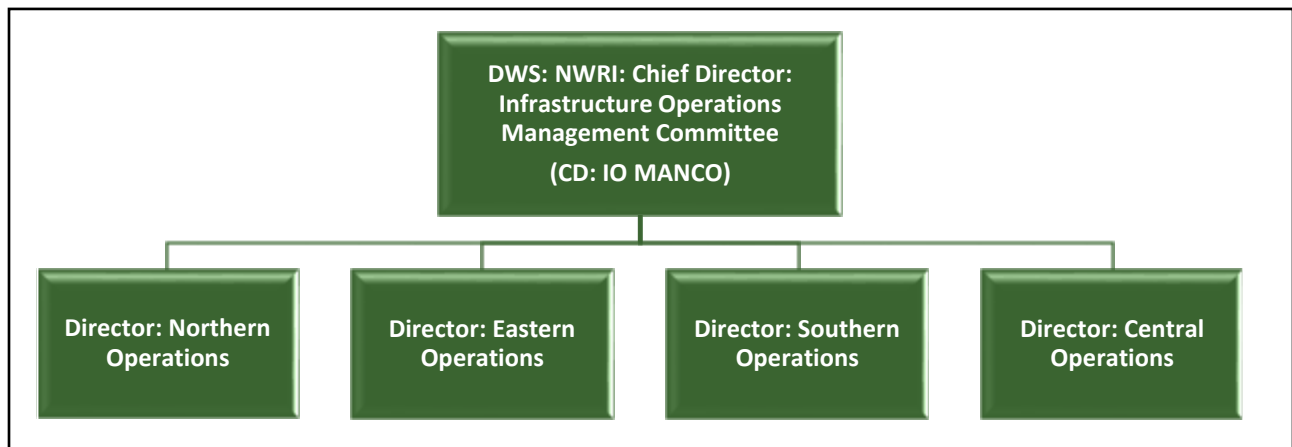 DWS: NWRI: Chief Director:
Infrastructure Operations
Management Committee
(CD: IO MANCO)
Director: Northern
Operations
Director: Eastern
Operations
Director: Southern
Operations
Director: Central
Operations